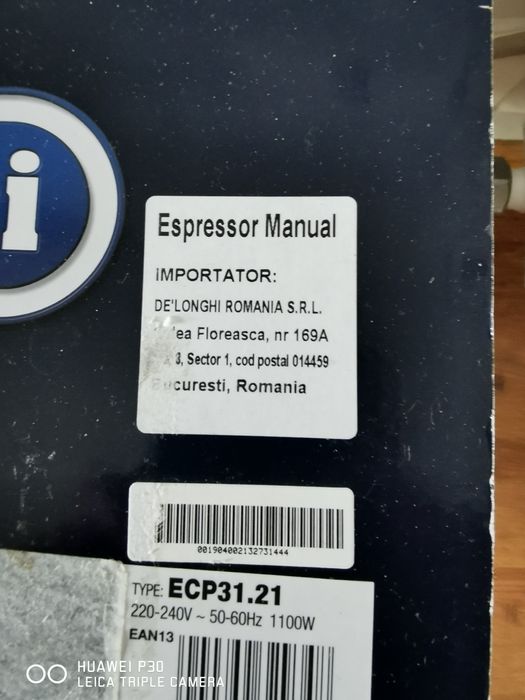 i
Espressor Manual
IMPORTATOR:
DE'LONGHI ROMANIA S.R.L.
Floreasca, nr 169A
Sector 1, cod postal 014459
Bucuresti, Romania
001904002132731444
TYPE: ECP31.21
220-240V ~ 50-60Hz 1100W
EAN13
HUAWEI P30
LEICA TRIPLE CAMERA